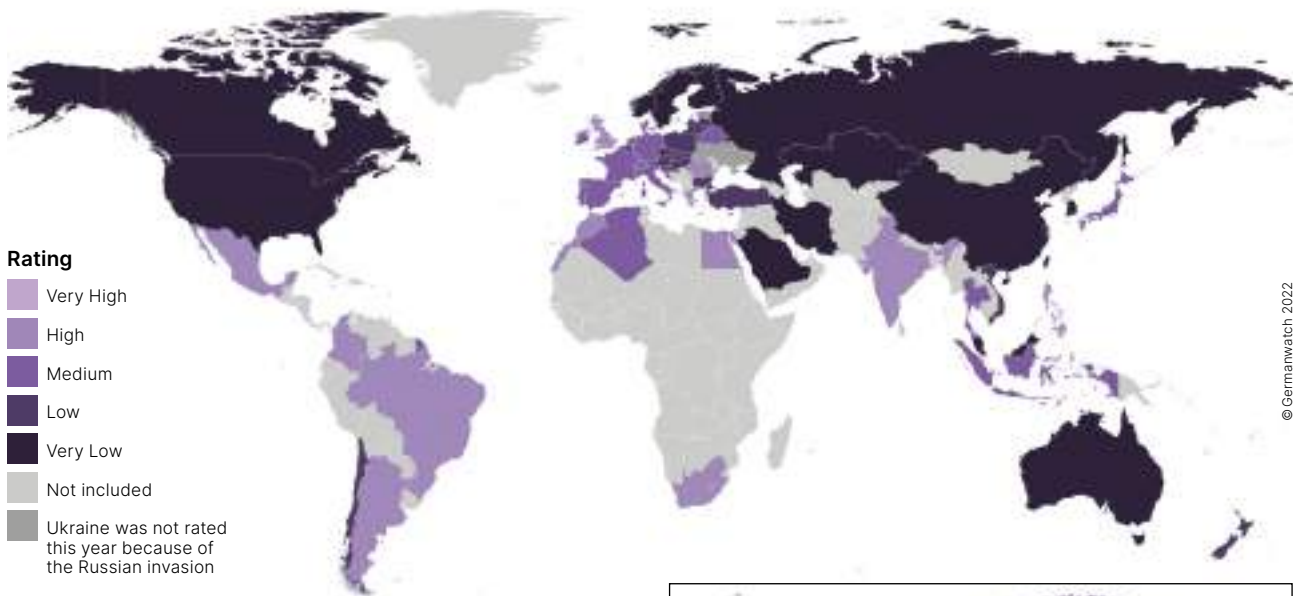 Rating
Very High
High
Medium
Low
Very Low
Not included
Ukraine was not rated
this year because of
the Russian invasion
© Germanwatch 2022